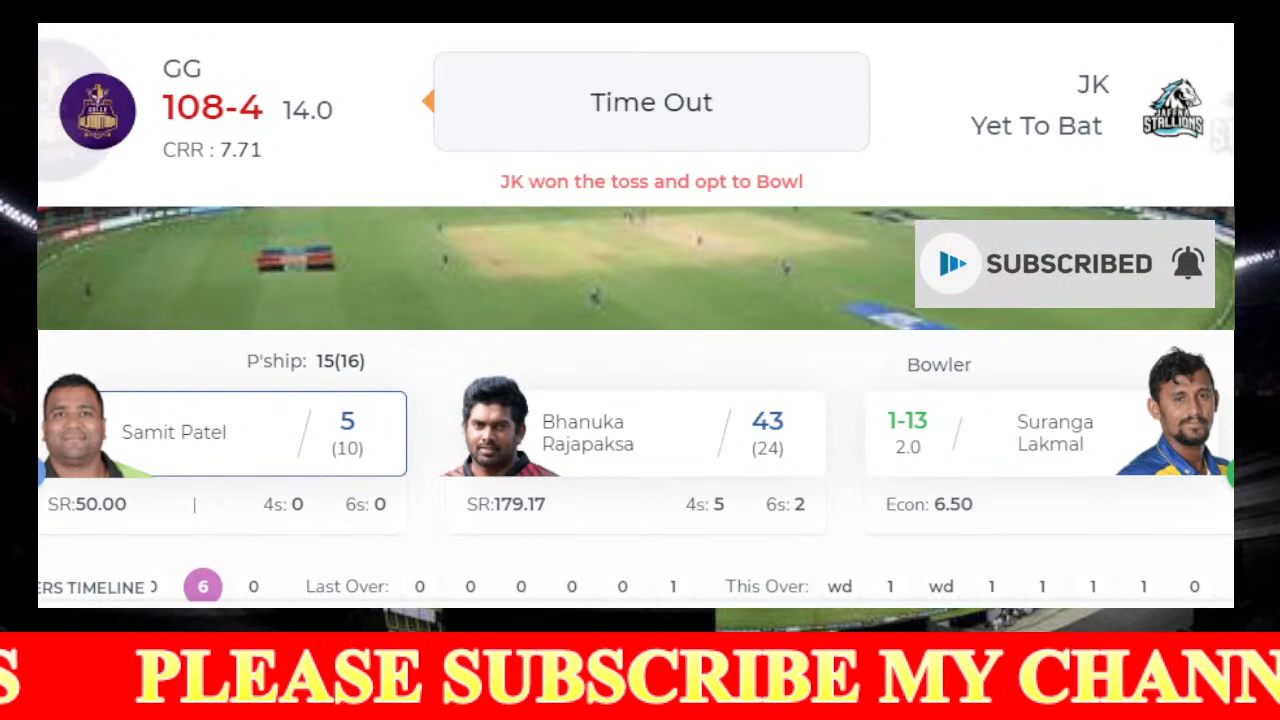 GG
108-4 14.0
CRR : 7.71
Time Out
JK won the toss and opt to Bowl
JK
Yet To Bat
JAFFNA
STALLIONS
SUBSCRIBED
P'ship: 15(16)
Bowler
Samit Patel
5
(10)
Bhanuka
Rajapaksa
43
(24)
1-13
2.0
Suranga
Lakmal
SR:50.00 | 4s: 0 6s: 0
SR:179.17 4s: 5 6s: 2
Econ: 6.50
ERS TIMELINE 6 0 Last Over: 0 0 0 0 0 1 This Over: wd 1 wd 1 1 1 1 0
S PLEASE SUBSCRIBE MY CHANN